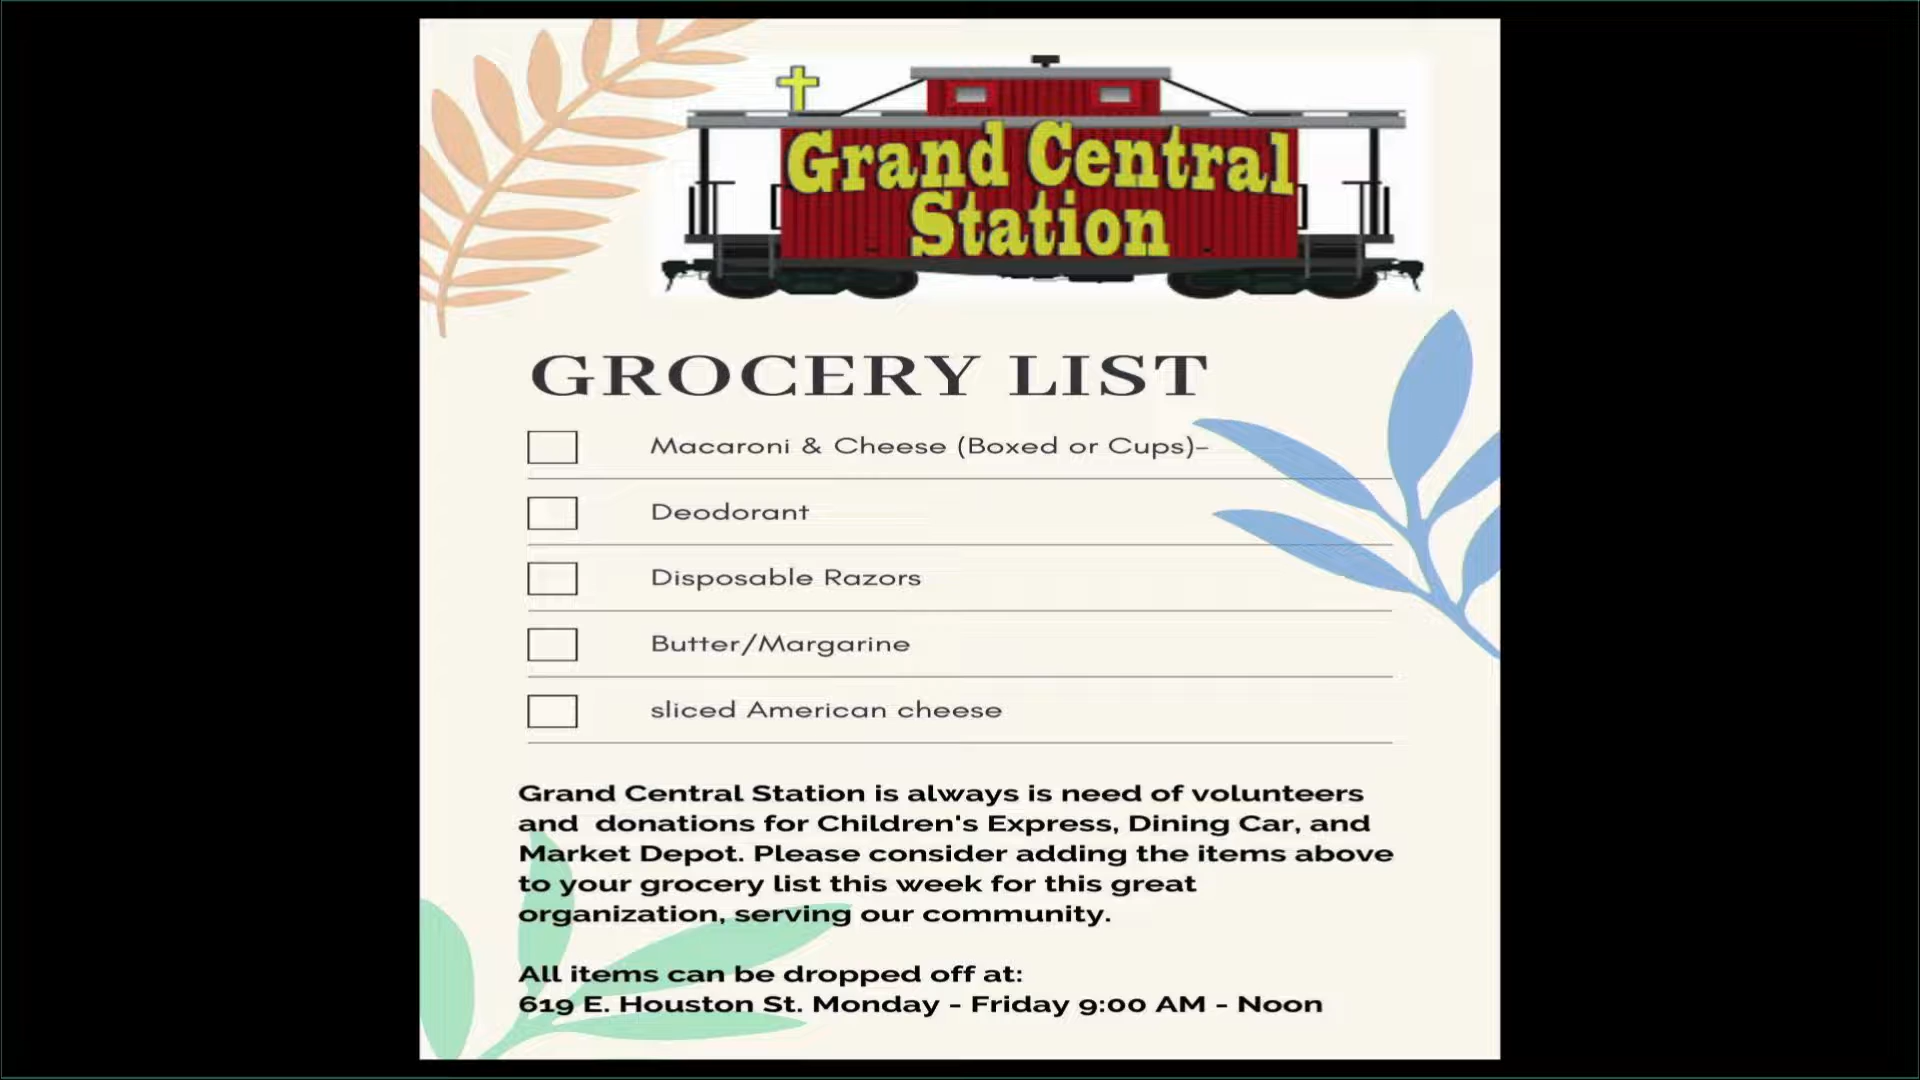 Grand Central
Station
GROCERY LIST
Macaroni & Cheese (Boxed or Cups)-
Deodorant
Disposable Razors
Butter/Margarine
sliced American cheese
Grand Central Station is always is need of volunteers
and donations for Children's Express, Dining Car, and
Market Depot. Please consider adding the items above
to your grocery list this week for this great
organization, serving our community.
All items can be dropped off at:
619 E. Houston St. Monday - Friday 9:00 AM - Noon